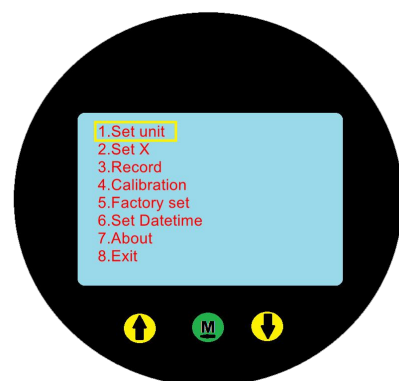 1.Set unit
2.Set X
3.Record
4.Calibration
5.Factory set
6.Set Datetime
7.About
8.Exit
M